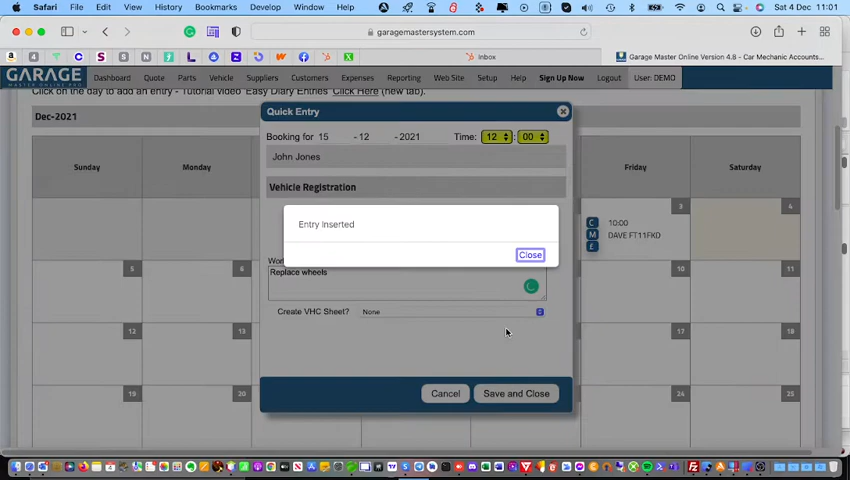 Safari File Edit View History Bookmarks Develop Window Help Sat 4 Dec 11:01
garagemastersystem.com
Inbox
Garage Master Online Version 4.8 - Car Mechanic Accounts...
GARAGE Dashboard Quote Parts Vehicle Suppliers Customers Expenses Reporting Web Site Setup Help Sign Up Now Logout User: DEMO
MASTER ONLINE PRO
Click on the day to add an entry - Tutorial video 'Easy Diary Entries' Click Here (new tab).
Dec-2021
Quick Entry
Booking for 15 - 12 - 2021 Time: 12 : 00
John Jones
Sunday Monday Friday Saturday
Vehicle Registration
3 4
C 10:00
M DAVE FT11FKD
E
Entry Inserted
Close
5 6 10 11
Replace wheels
Create VHC Sheet? None
12 13 17 18
19 20 24 25
Cancel Save and Close